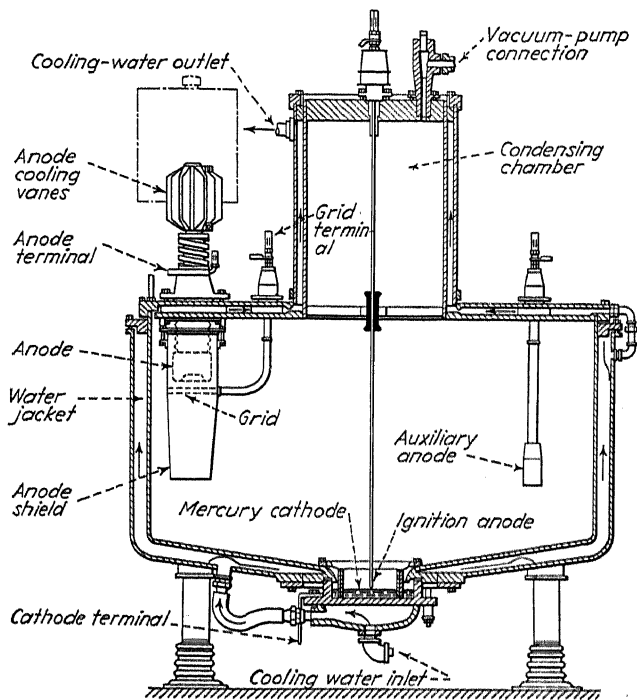 Vacuum-pump
connection
Cooling-water outlet
Condensing
chamber
Anode
cooling
vanes
Grid
termin-
al
Anode
terminal
Anode
Water
jacket
Grid
Auxiliary
anode
Anode
shield
Mercury cathode
Ignition anode
Cathode terminal
Cooling water inlet